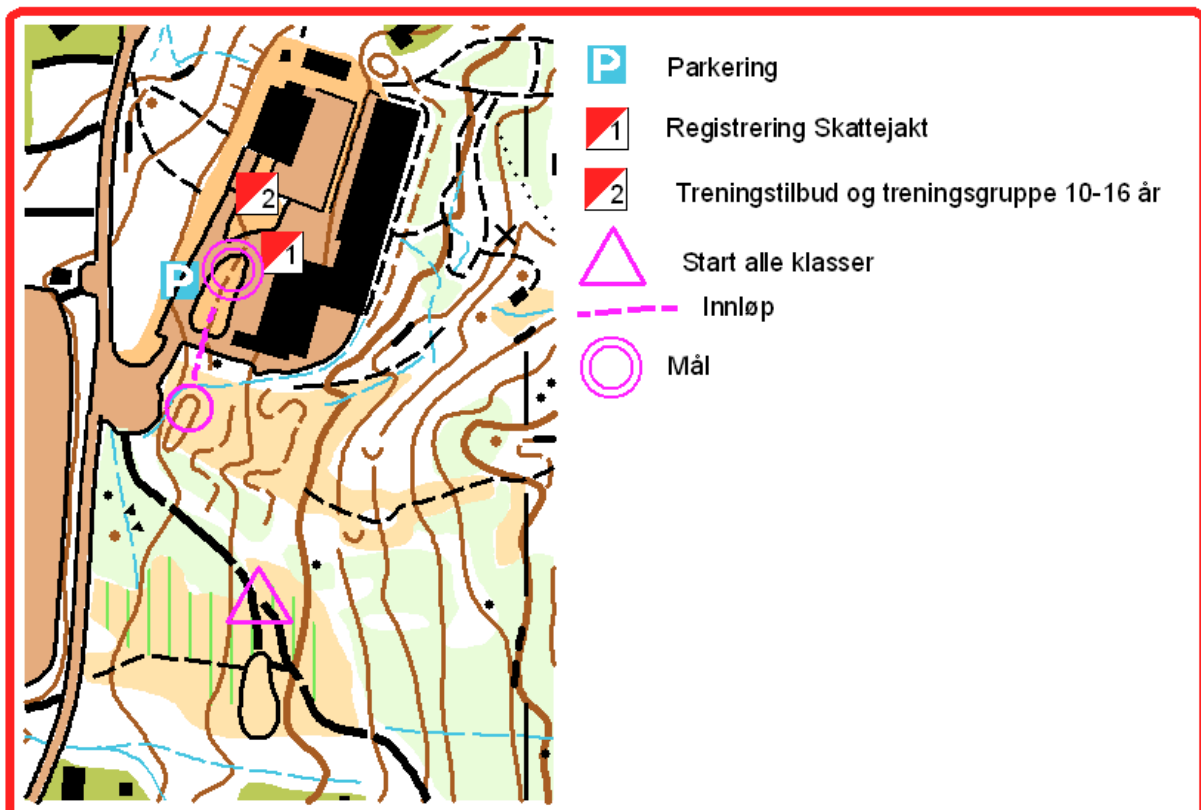 P Parkering
1 Registrering Skattejakt
2 Treningstilbud og treningsgruppe 10-16 år
Start alle klasser
Innløp
Mål
2
1
P